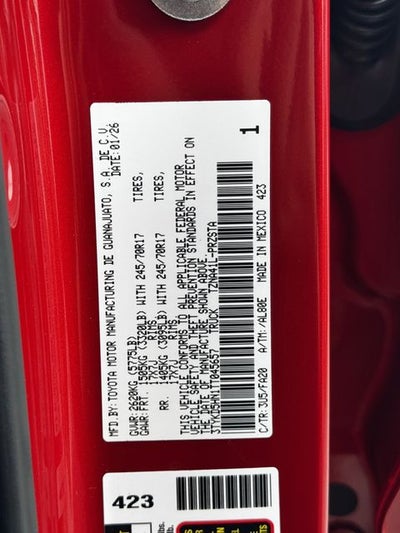 MFD.BY:TOYOTA MOTOR MANUFACTURING DE GUANAJUATO, S.A.DE C.V.
DATE: 01/26
GVWR:2620KG (5775LB)
GAWR:FRT. 1505KG (3320LB) WITH 245/70R17 TIRES,
17X7J RIMS,
RR. 1405KG (3095LB) WITH 245/70R17 TIRES,
17X7J RIMS,
THIS VEHICLE CONFORMS TO ALL APPLICABLE FEDERAL MOTOR
VEHICLE SAFETY AND THEFT PREVENTION STANDARDS IN EFFECT ON
THE DATE OF MANUFACTURE SHOWN ABOVE.
3TYKD5HN1TT045657 TRUCK TZNA41L-PRZSTA
C/TR:3U5/FA20 A/TM:/AL80E MADE IN MEXICO 423
1
423